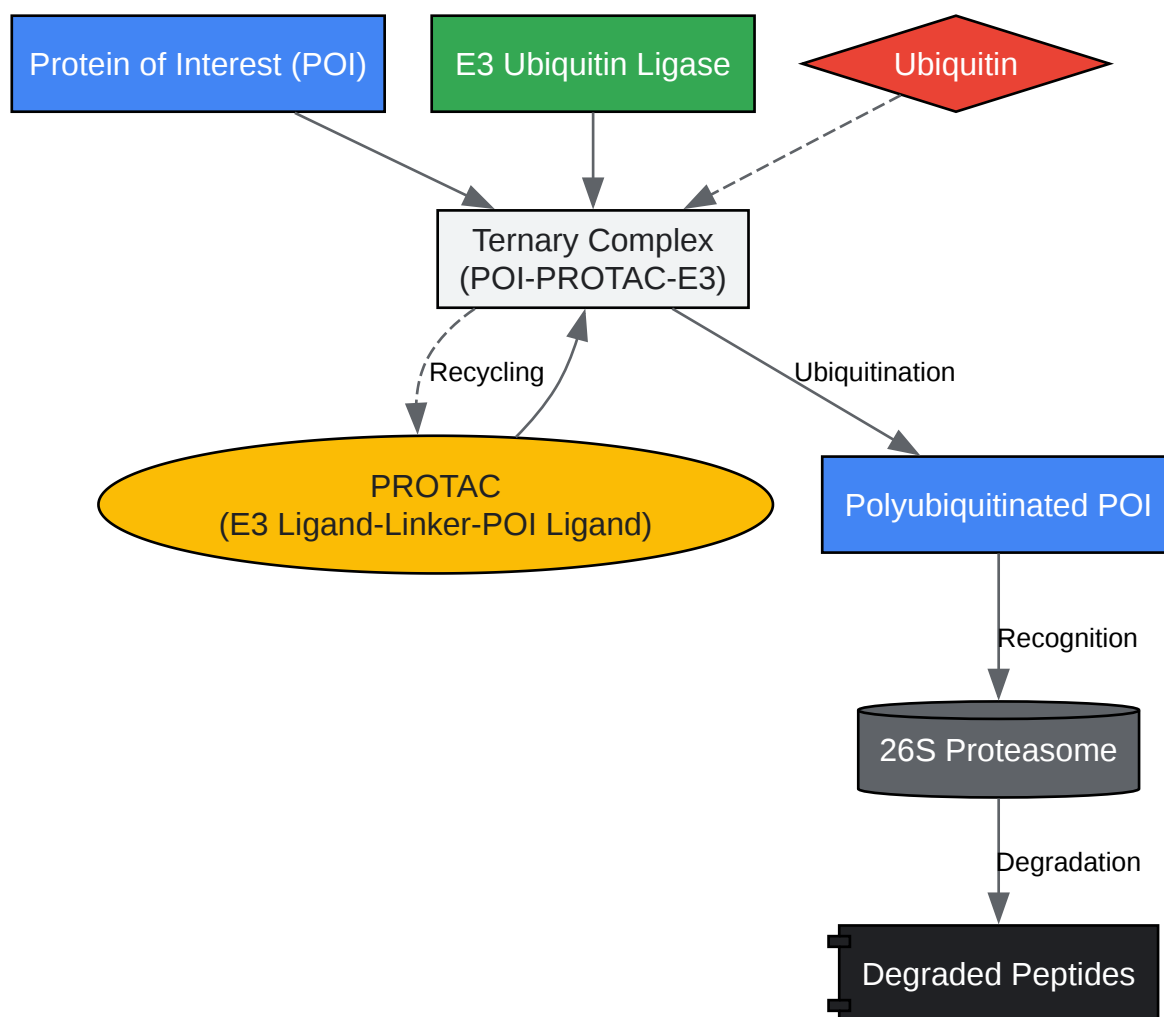 Protein of Interest (POI)
E3 Ubiquitin Ligase
Ubiquitin
Ternary Complex
(POI-PROTAC-E3)
Recycling
Ubiquitination
PROTAC
(E3 Ligand-Linker-POI Ligand)
Polyubiquitinated POI
Recognition
26S Proteasome
Degradation
Degraded Peptides